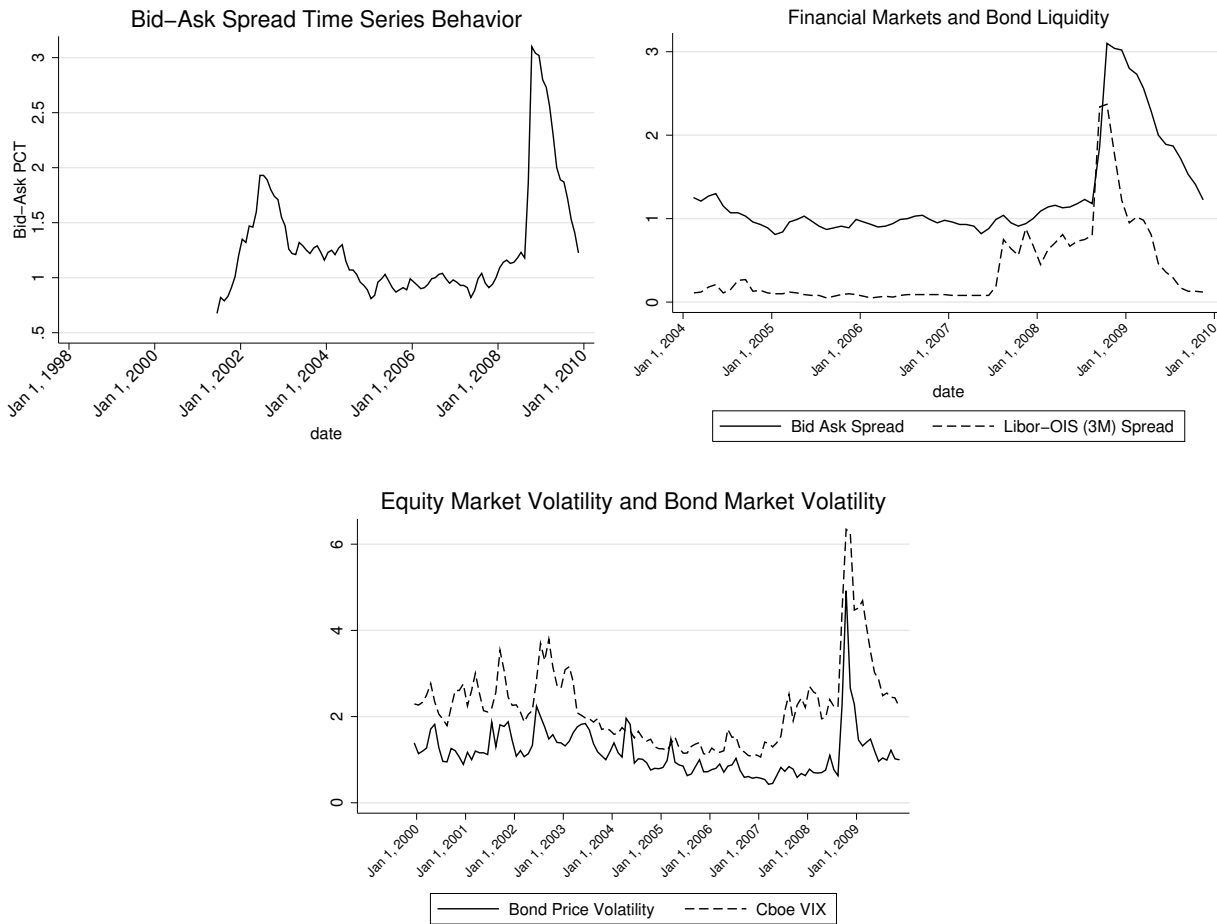 Bid−Ask Spread Time Series Behavior
Bid−Ask PCT
3
2.5
2
1.5
1
.5
Jan 1, 1998
Jan 1, 2000
Jan 1, 2002
Jan 1, 2004
Jan 1, 2006
Jan 1, 2008
Jan 1, 2010
date
Financial Markets and Bond Liquidity
3
2
1
0
Jan 1, 2004
Jan 1, 2005
Jan 1, 2006
Jan 1, 2007
Jan 1, 2008
Jan 1, 2009
Jan 1, 2010
date
Bid Ask Spread Libor−OIS (3M) Spread
Equity Market Volatility and Bond Market Volatility
6
4
2
0
Jan 1, 2000
Jan 1, 2001
Jan 1, 2002
Jan 1, 2003
Jan 1, 2004
Jan 1, 2005
Jan 1, 2006
Jan 1, 2007
Jan 1, 2008
Jan 1, 2009
Bond Price Volatility Cboe VIX